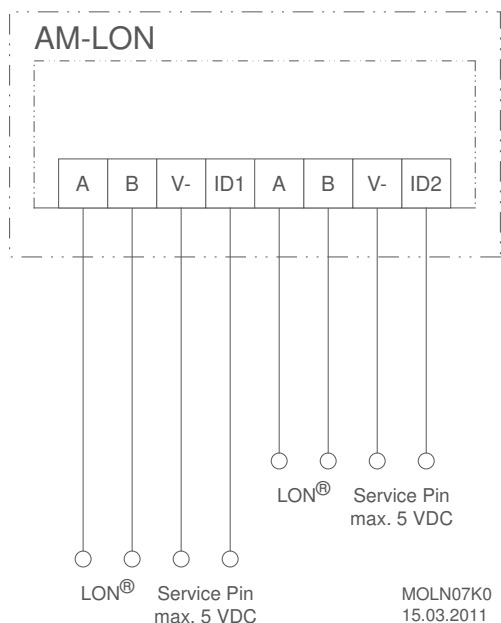 AM-LON
A B V- ID1 A B V- ID2
LON® Service Pin
max. 5 VDC
LON® Service Pin
max. 5 VDC
MOLN07K0
15.03.2011